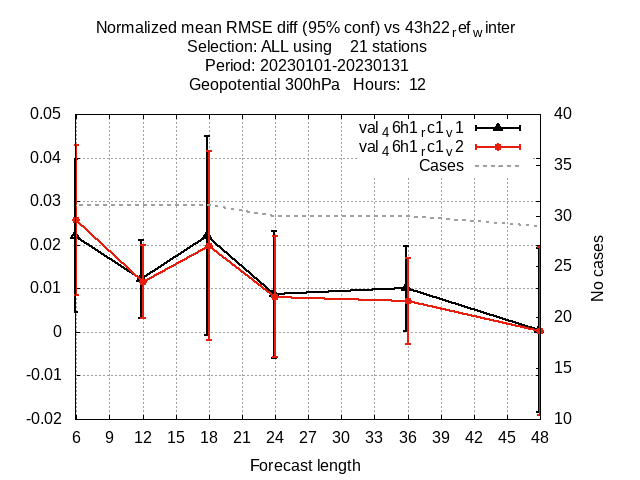 Normalized mean RMSE diff (95% conf) vs 43h22refwinter
Selection: ALL using 21 stations
Period: 20230101-20230131
Geopotential 300hPa Hours: 12
0.05 40
val46h1rc1v1
val46h1rc1v2
0.04 35
Cases
0.03 30
0.02 25
0.01
0 20
-0.01 15
-0.02 10
No cases
6 9 12 15 18 21 24 27 30 33 36 39 42 45 48
Forecast length